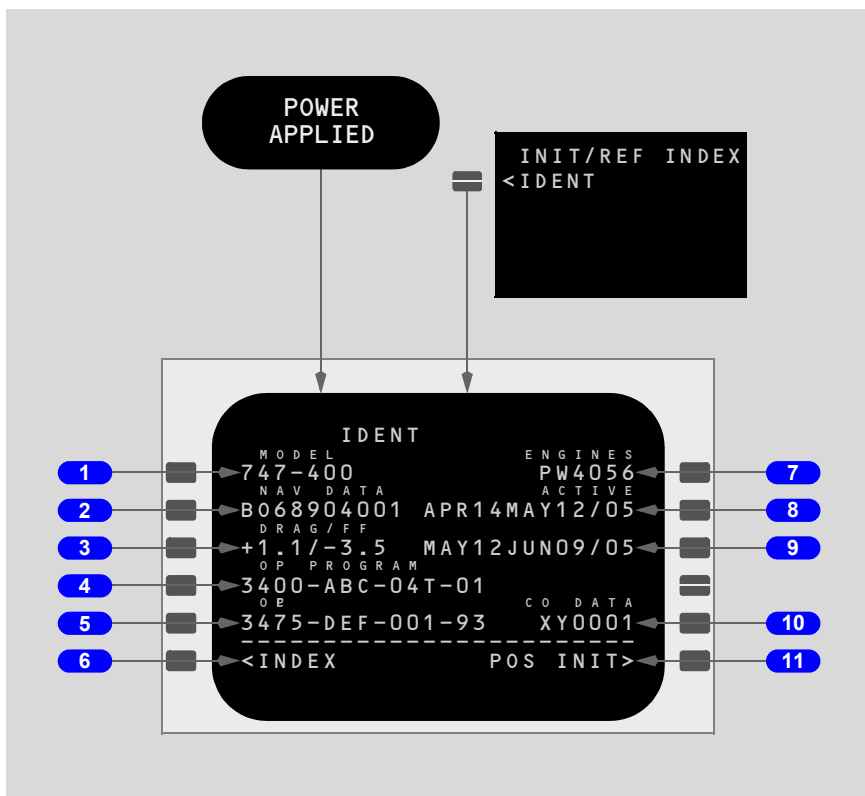 POWER
APPLIED
INIT/REF INDEX
<IDENT
IDENT
MODEL ENGINES
1 747-400 PW4056 7
NAV DATA ACTIVE
2 B068904001 APR14MAY12/05 8
DRAG/FF
3 +1.1/-3.5 MAY12JUN09/05 9
OP PROGRAM
4 3400-ABC-04T-01
CO DATA
5 3475-DEF-001-93 XY0001 10
--------------------
6 <INDEX POS INIT> 11